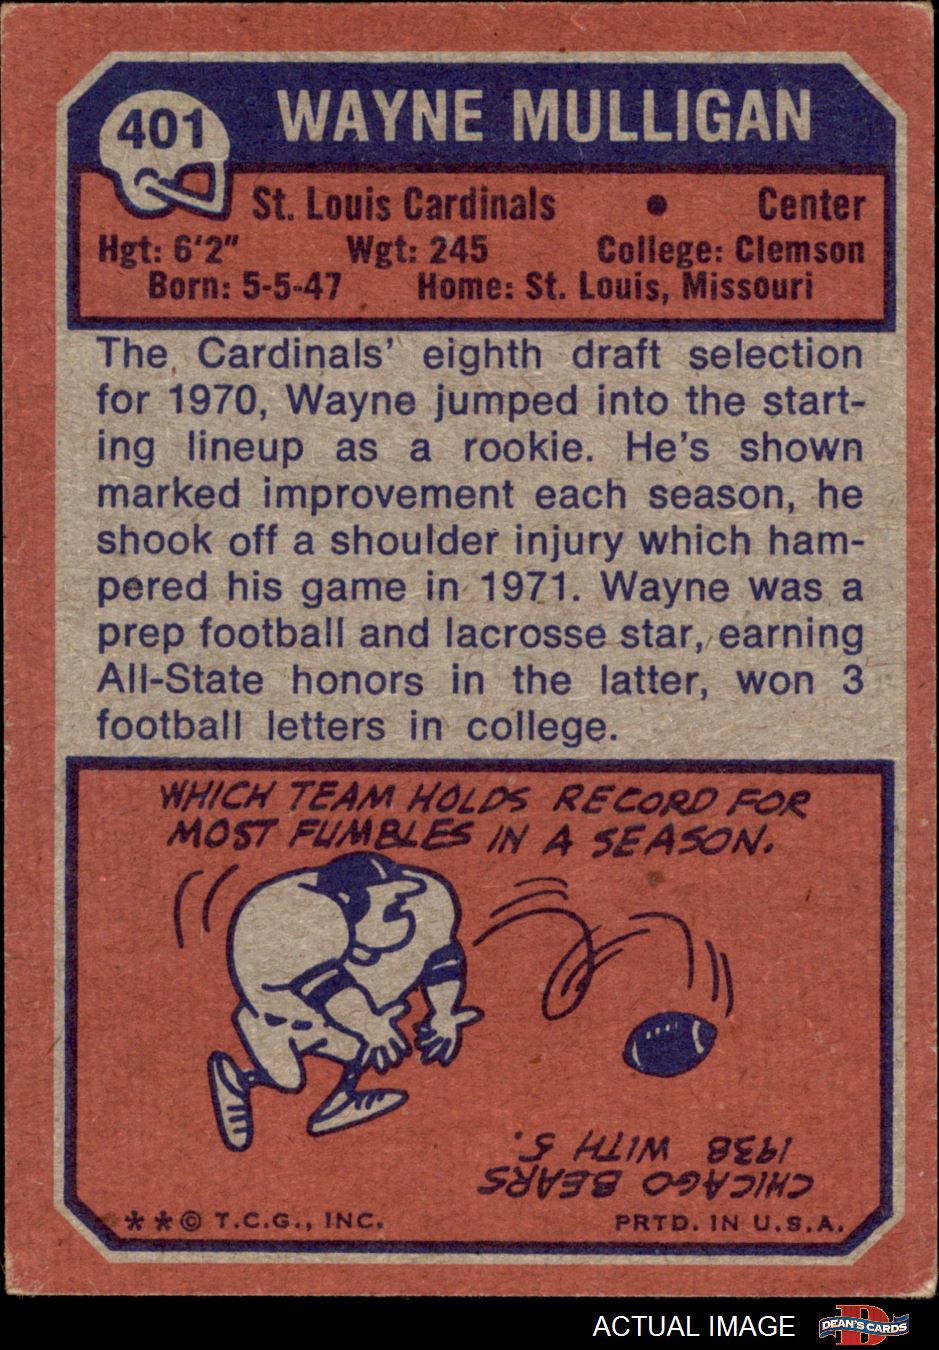 401
WAYNE MULLIGAN
St. Louis Cardinals • Center
Hgt: 6'2" Wgt: 245 College: Clemson
Born: 5-5-47 Home: St. Louis, Missouri
The Cardinals' eighth draft selection
for 1970, Wayne jumped into the start-
ing lineup as a rookie. He's shown
marked improvement each season, he
shook off a shoulder injury which ham-
pered his game in 1971. Wayne was a
prep football and lacrosse star, earning
All-State honors in the latter, won 3
football letters in college.
WHICH TEAM HOLDS RECORD FOR
MOST FUMBLES IN A SEASON.
CHICAGO BEARS
1938 WITH 5.
**© T.C.G., INC. PRTD. IN U.S.A.
ACTUAL IMAGE
D
DEAN'S CARDS